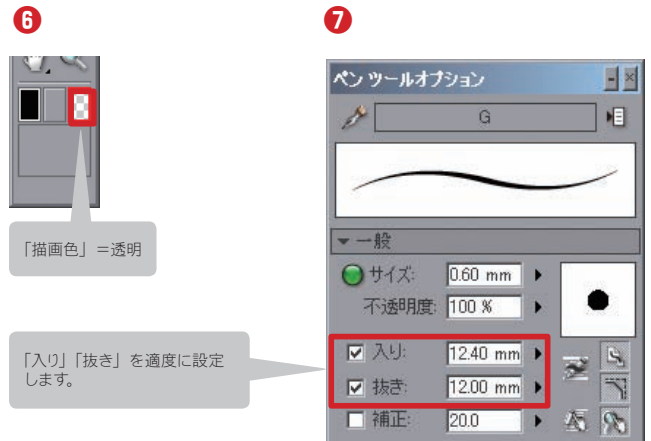 6
7
ペン ツールオプション
G
一般
サイズ: 0.60 mm
不透明度: 100 %
入り: 12.40 mm
抜き: 12.00 mm
補正: 20.0
「描画色」＝透明
「入り」「抜き」を適度に設定
します。